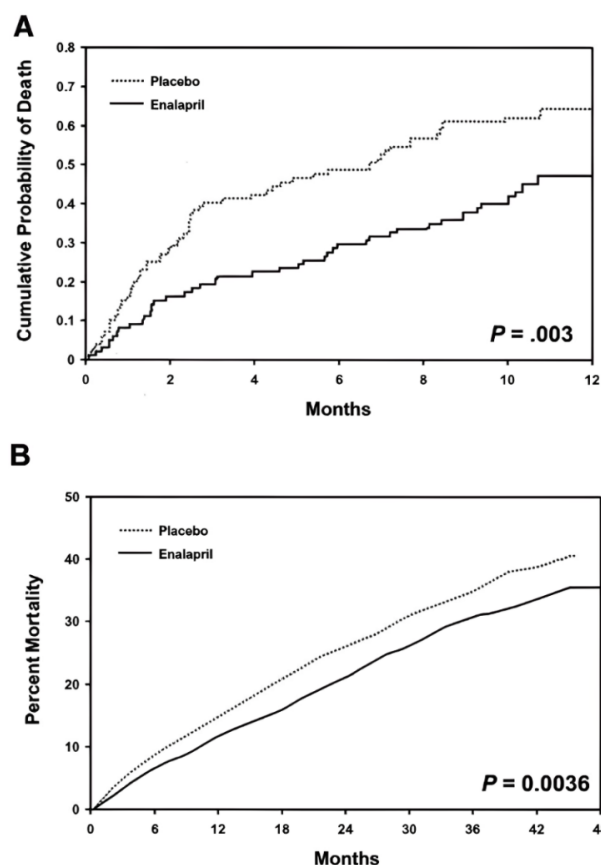 A
Cumulative Probability of Death
0.8
0.7
0.6
0.5
0.4
0.3
0.2
0.1
0
Placebo
Enalapril
P = .003
0 2 4 6 8 10 12
Months
B
Percent Mortality
50
40
30
20
10
0
Placebo
Enalapril
P = 0.0036
0 6 12 18 24 30 36 42 4
Months